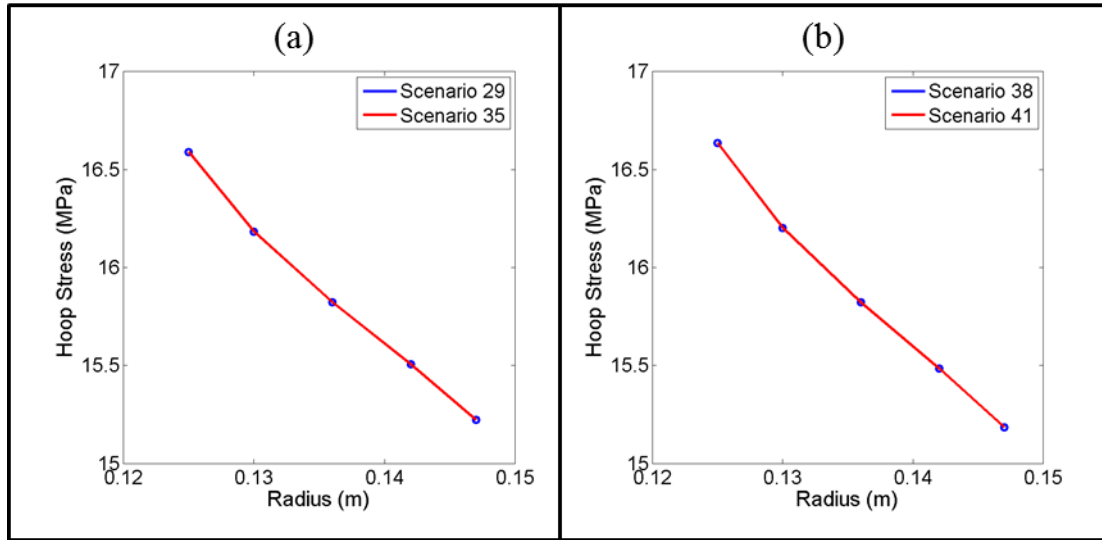 (a)
17
16.5
16
15.5
15
0.12
0.13
0.14
0.15
Hoop Stress (MPa)
Radius (m)
Scenario 29
Scenario 35
(b)
17
16.5
16
15.5
15
0.12
0.13
0.14
0.15
Hoop Stress (MPa)
Radius (m)
Scenario 38
Scenario 41